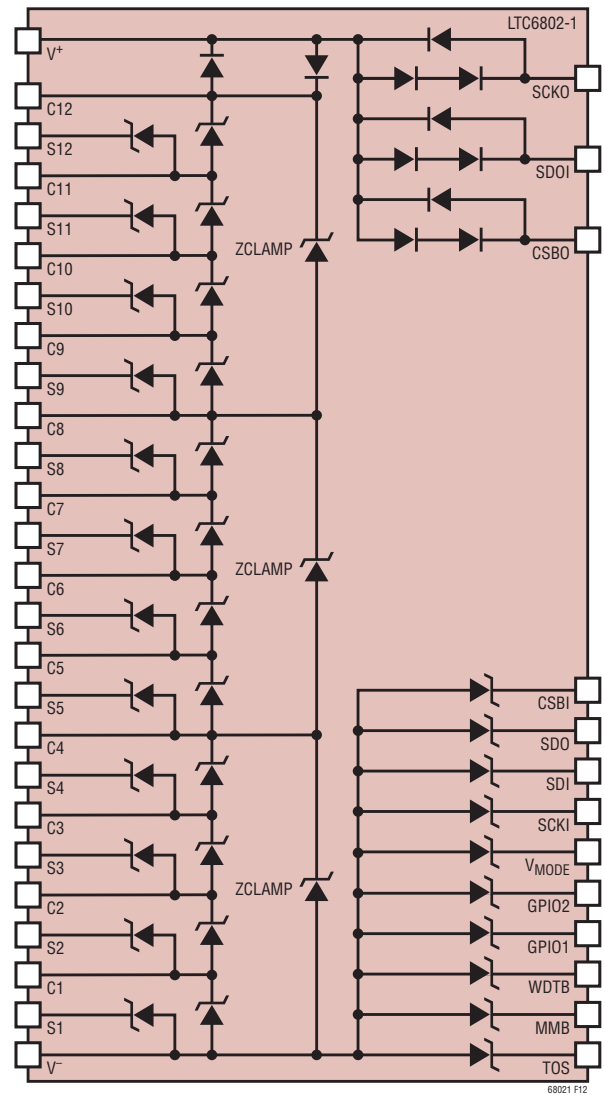 LTC6802-1
V+
SCKO
C12
S12
SDOI
C11
S11
ZCLAMP
CSBO
C10
S10
C9
S9
C8
S8
C7
S7
ZCLAMP
C6
S6
C5
S5
CSBI
C4
SDO
S4
SDI
C3
SCKI
S3
VMODE
ZCLAMP
C2
GPIO2
S2
GPIO1
C1
WDTB
S1
MMB
V–
TOS
68021 F12